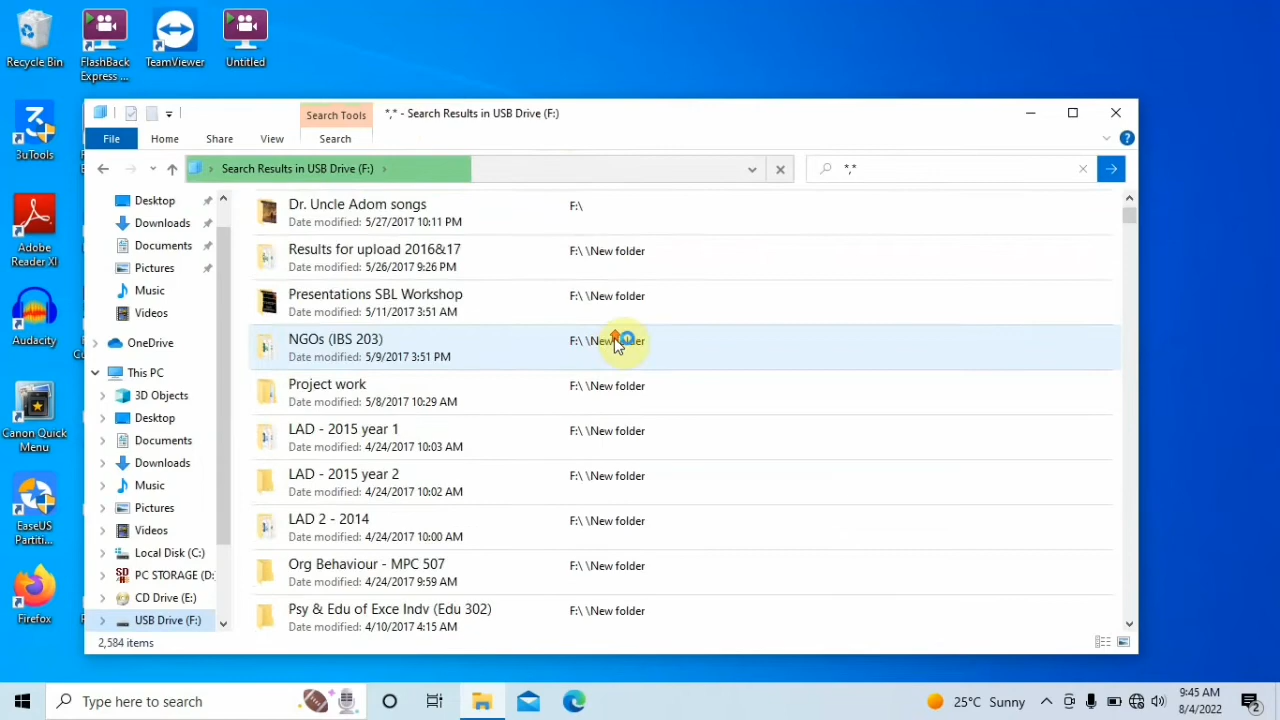 Recycle Bin
FlashBack
Express ...
TeamViewer
Untitled
3uTools
Adobe
Reader XI
Audacity
Canon Quick
Menu
EaseUS
Partiti...
Firefox
Search Tools
*.* - Search Results in USB Drive (F:)
File
Home
Share
View
Search
Search Results in USB Drive (F:)
*.*
Desktop
Downloads
Documents
Pictures
Music
Videos
OneDrive
This PC
3D Objects
Desktop
Documents
Downloads
Music
Pictures
Videos
Local Disk (C:)
PC STORAGE (D:
CD Drive (E:)
USB Drive (F:)
Dr. Uncle Adom songs
F:\
Date modified: 5/27/2017 10:11 PM
Results for upload 2016&17
F:\ \New folder
Date modified: 5/26/2017 9:26 PM
Presentations SBL Workshop
F:\ \New folder
Date modified: 5/11/2017 3:51 AM
NGOs (IBS 203)
F:\ \New folder
Date modified: 5/9/2017 3:51 PM
Project work
F:\ \New folder
Date modified: 5/8/2017 10:29 AM
LAD - 2015 year 1
F:\ \New folder
Date modified: 4/24/2017 10:03 AM
LAD - 2015 year 2
F:\ \New folder
Date modified: 4/24/2017 10:02 AM
LAD 2 - 2014
F:\ \New folder
Date modified: 4/24/2017 10:00 AM
Org Behaviour - MPC 507
F:\ \New folder
Date modified: 4/24/2017 9:59 AM
Psy & Edu of Exce Indv (Edu 302)
F:\ \New folder
Date modified: 4/10/2017 4:15 AM
2,584 items
Type here to search
25°C Sunny
9:45 AM
8/4/2022
2